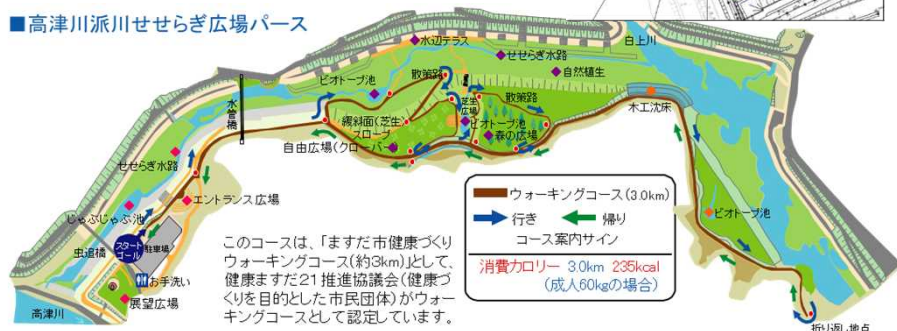 ■高津川派川せせらぎ広場パース
水辺テラス
せせらぎ水路
白上川
自然植生
ビオトープ池
散策路
散策路
木工沈床
水管橋
芝生広場
緩斜面(芝生)
スロープ
ビオトープ池
森の広場
自由広場(クローバー)
せせらぎ水路
エントランス広場
じゃぶじゃぶ池
虫追橋
スタート
ゴール
駐車場
お手洗い
展望広場
高津川
ビオトープ池
折り返し地点
このコースは、「ますだ市健康づくり
ウォーキングコース(約3km)」として、
健康ますだ21推進協議会(健康づ
くりを目的とした市民団体)がウォー
キングコースとして認定しています。
ウォーキングコース(3.0km)
行き 帰り
コース案内サイン
消費カロリー 3.0km 235kcal
(成人60kgの場合)